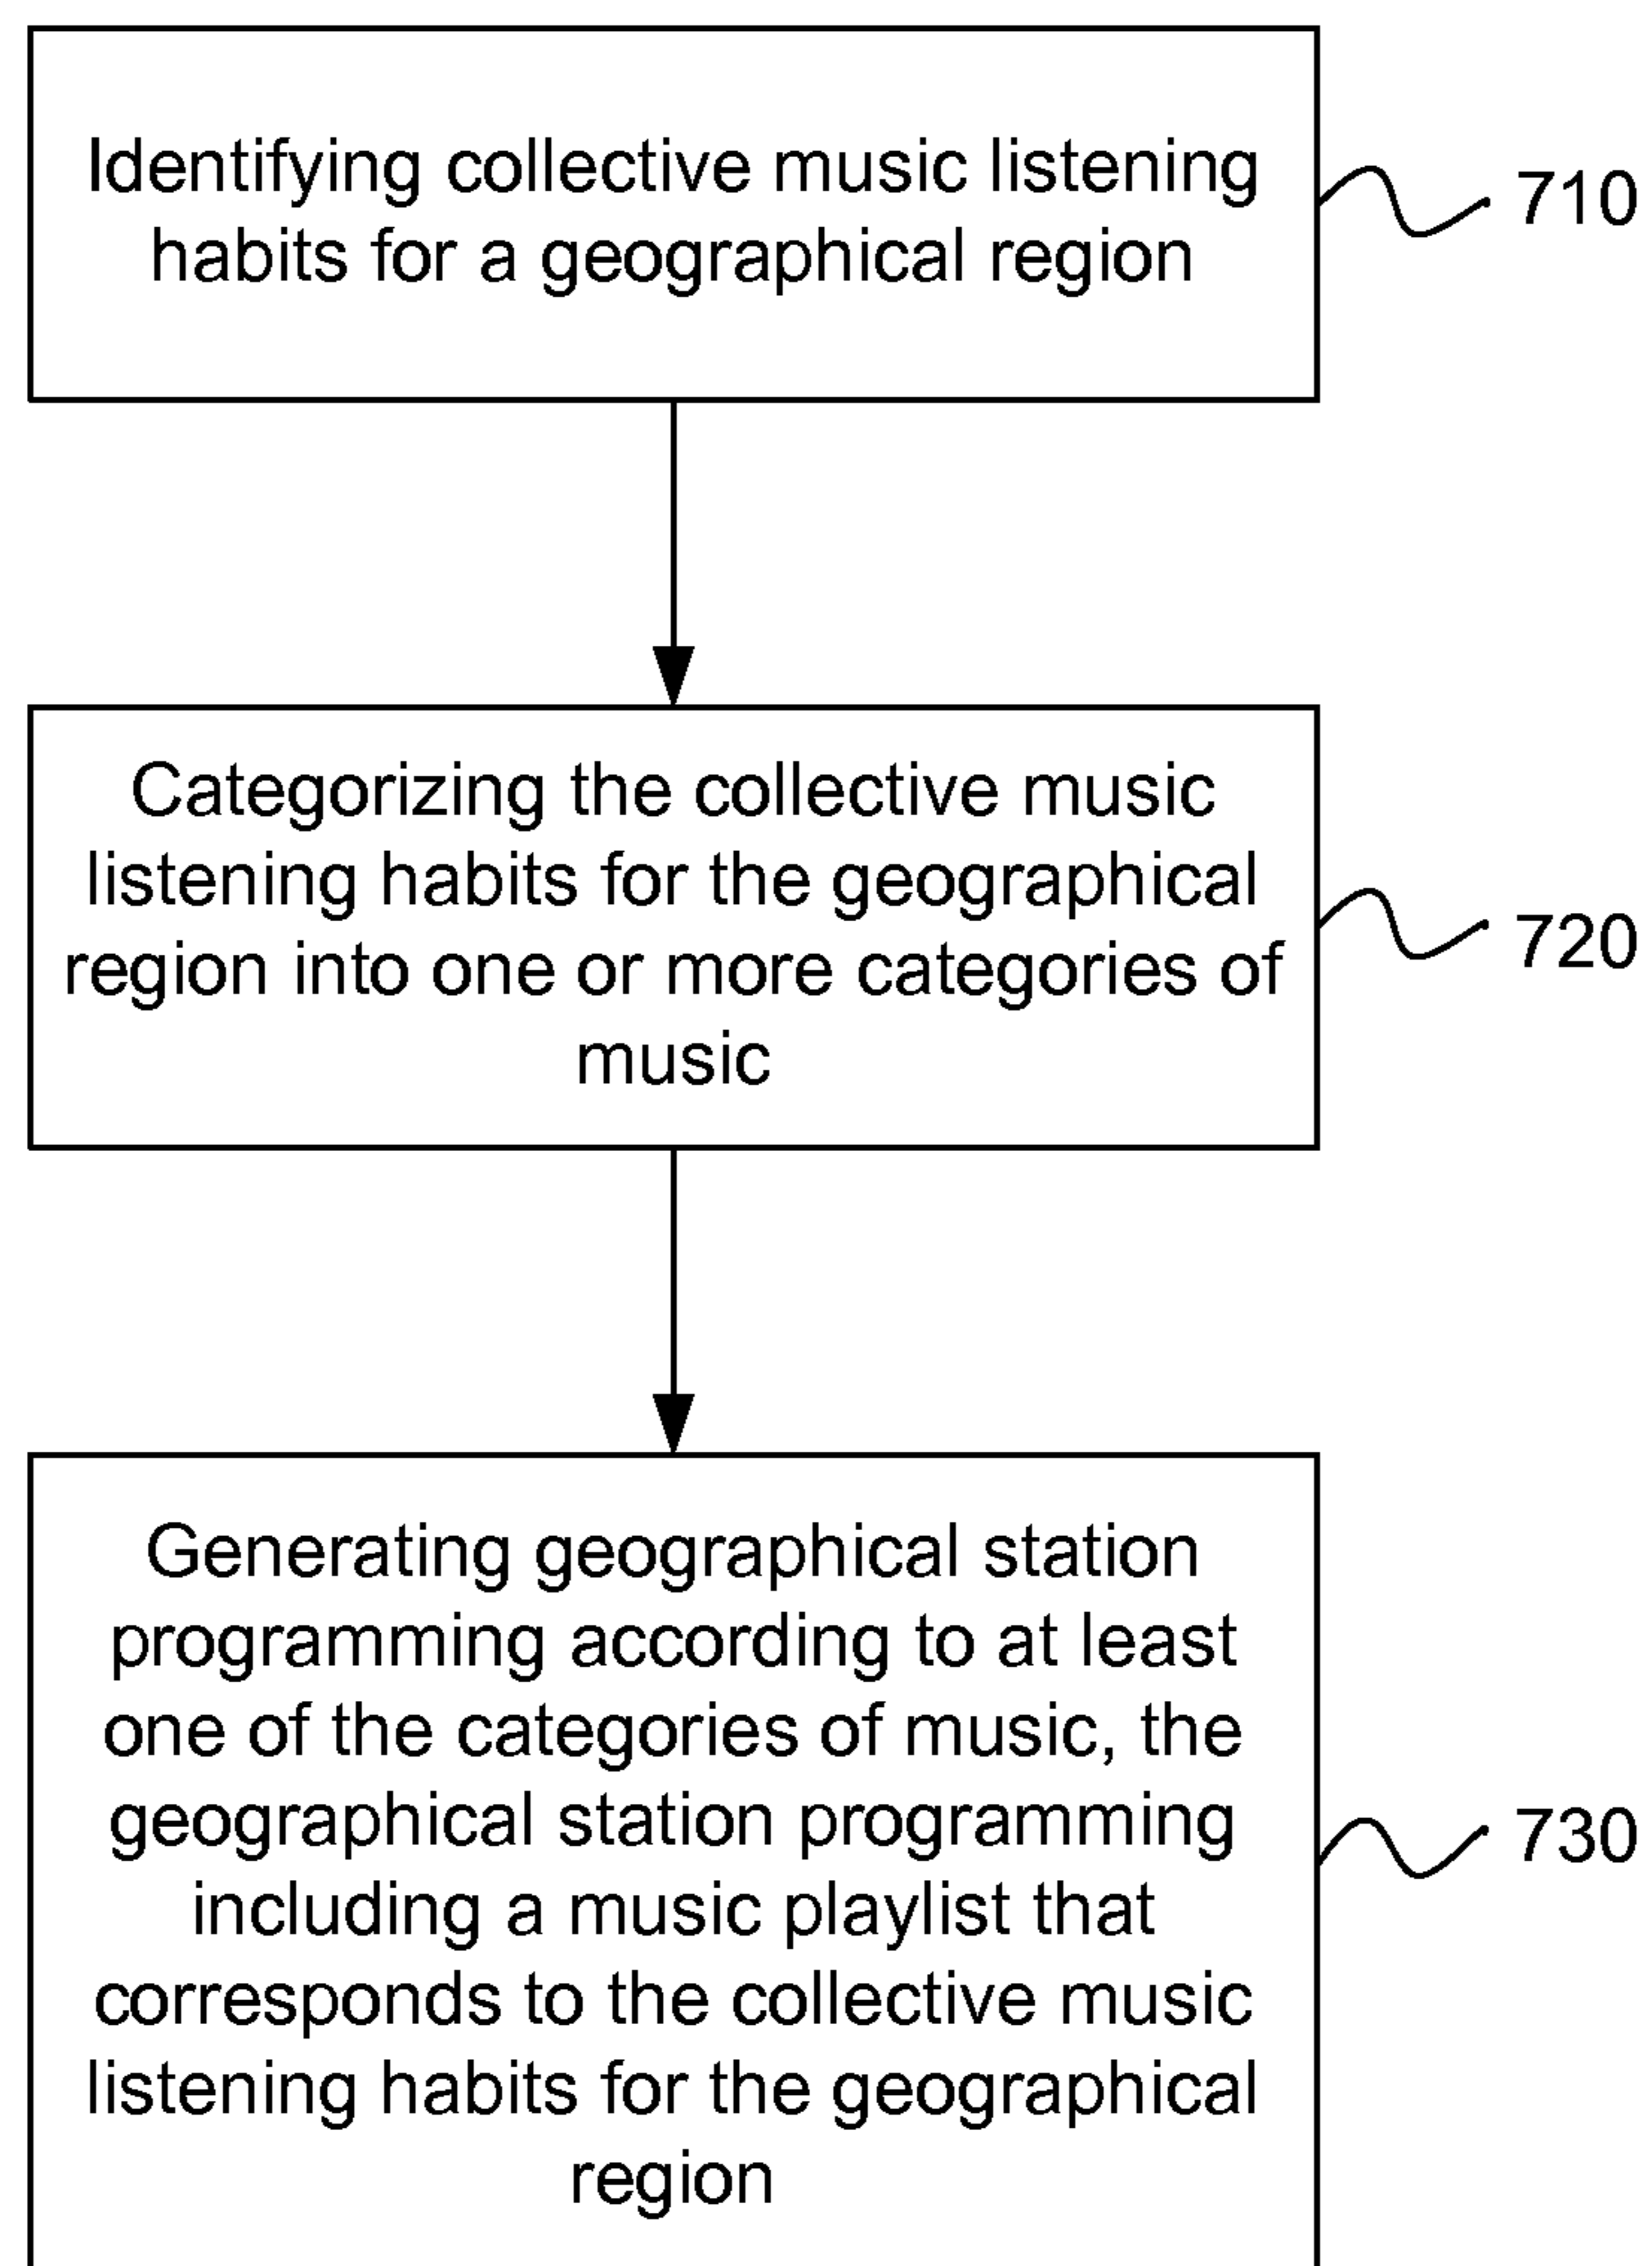 Identifying collective music listening
habits for a geographical region
710
Categorizing the collective music
listening habits for the geographical
region into one or more categories of
music
720
Generating geographical station
programming according to at least
one of the categories of music, the
geographical station programming
including a music playlist that
corresponds to the collective music
listening habits for the geographical
region
730